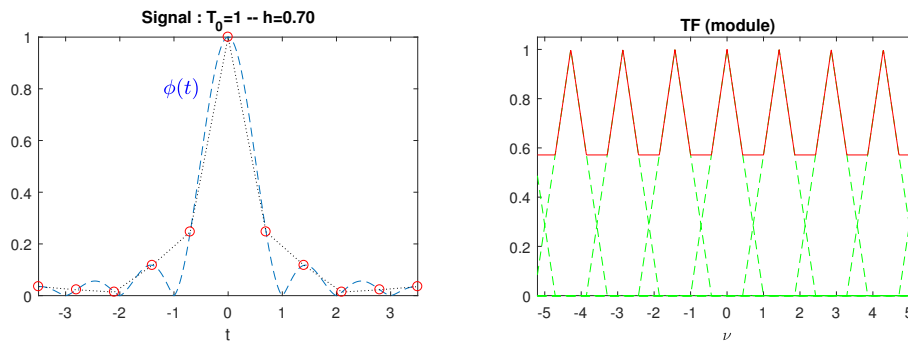 Signal : T0=1 -- h=0.70
1
0.8
0.6
0.4
0.2
0
ϕ(t)
-3 -2 -1 0 1 2 3
t
TF (module)
1
0.8
0.6
0.4
0.2
0
-5 -4 -3 -2 -1 0 1 2 3 4 5
ν